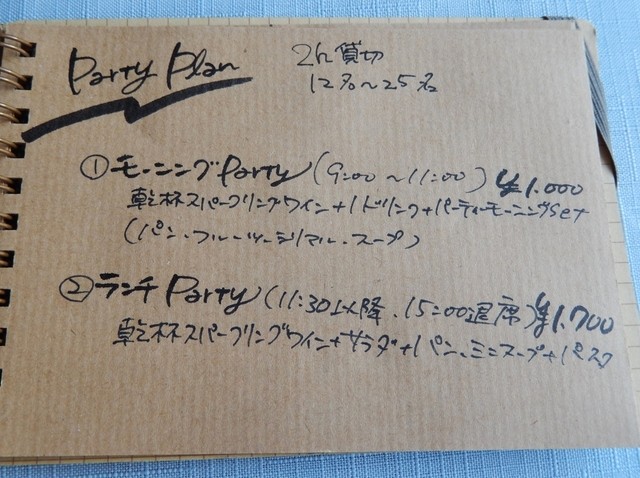 Party Plan
2h 貸切
12名～25名
①モーニングParty(9:00～11:00)¥1.000
乾杯スパークリングワイン+1ドリンク+パーティーモーニングSet
(パン、フルーツ、シリアル、スープ)
②ランチParty(11:30以降、15:00退席)¥1.700
乾杯スパークリングワイン+サラダ+パン、ミニスープ+パスタ